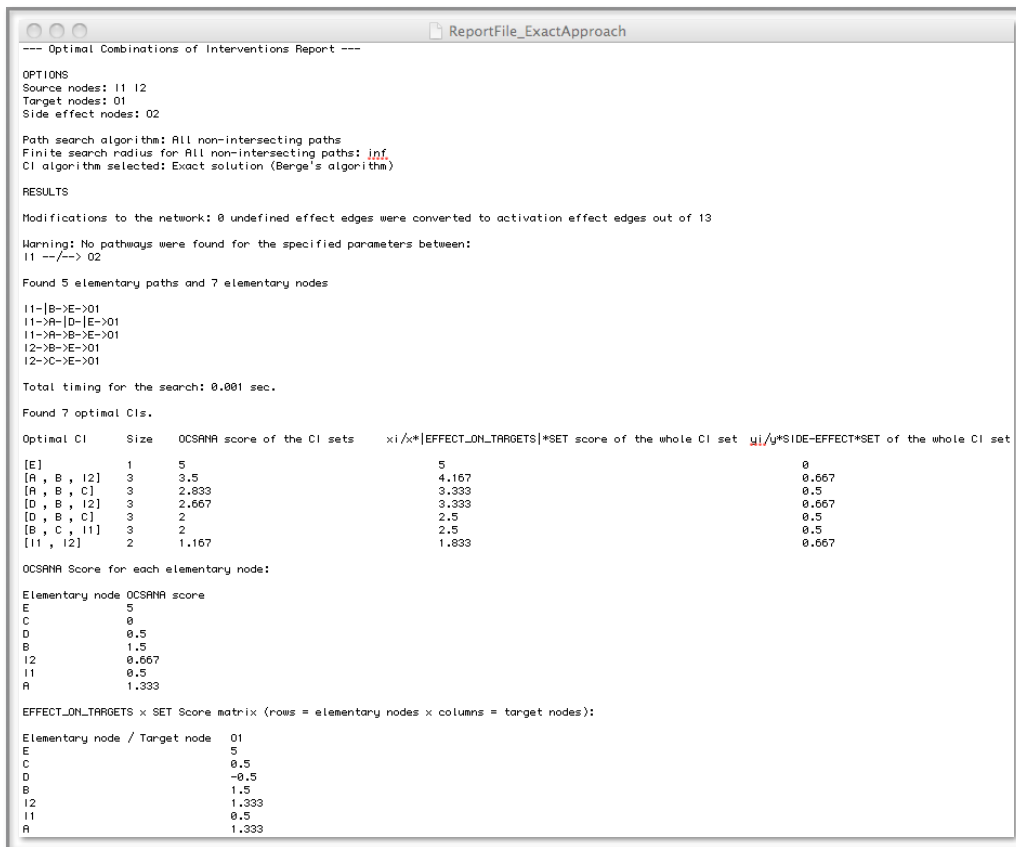 ReportFile_ExactApproach
--- Optimal Combinations of Interventions Report ---
OPTIONS
Source nodes: I1 I2
Target nodes: O1
Side effect nodes: O2
Path search algorithm: All non-intersecting paths
Finite search radius for All non-intersecting paths: inf
CI algorithm selected: Exact solution (Berge's algorithm)
RESULTS
Modifications to the network: 0 undefined effect edges were converted to activation effect edges out of 13
Warning: No pathways were found for the specified parameters between:
I1 --/--> O2
Found 5 elementary paths and 7 elementary nodes
I1-|B->E->O1
I1->A-|D-|E->O1
I1->A->B->E->O1
I2->B->E->O1
I2->C->E->O1
Total timing for the search: 0.001 sec.
Found 7 optimal CIs.
Optimal CI Size OCSANA score of the CI sets xi/x*|EFFECT_ON_TARGETS|*SET score of the whole CI set yi/y*SIDE-EFFECT*SET of the whole CI set
[E] 1 5 5 0
[A , B , I2] 3 3.5 4.167 0.667
[A , B , C] 3 2.833 3.333 0.5
[D , B , I2] 3 2.667 3.333 0.667
[D , B , C] 3 2 2.5 0.5
[B , C , I1] 3 2 2.5 0.5
[I1 , I2] 2 1.167 1.833 0.667
OCSANA Score for each elementary node:
Elementary node OCSANA score
E 5
C 0
D 0.5
B 1.5
I2 0.667
I1 0.5
A 1.333
EFFECT_ON_TARGETS x SET Score matrix (rows = elementary nodes x columns = target nodes):
Elementary node / Target node O1
E 5
C 0.5
D -0.5
B 1.5
I2 1.333
I1 0.5
A 1.333